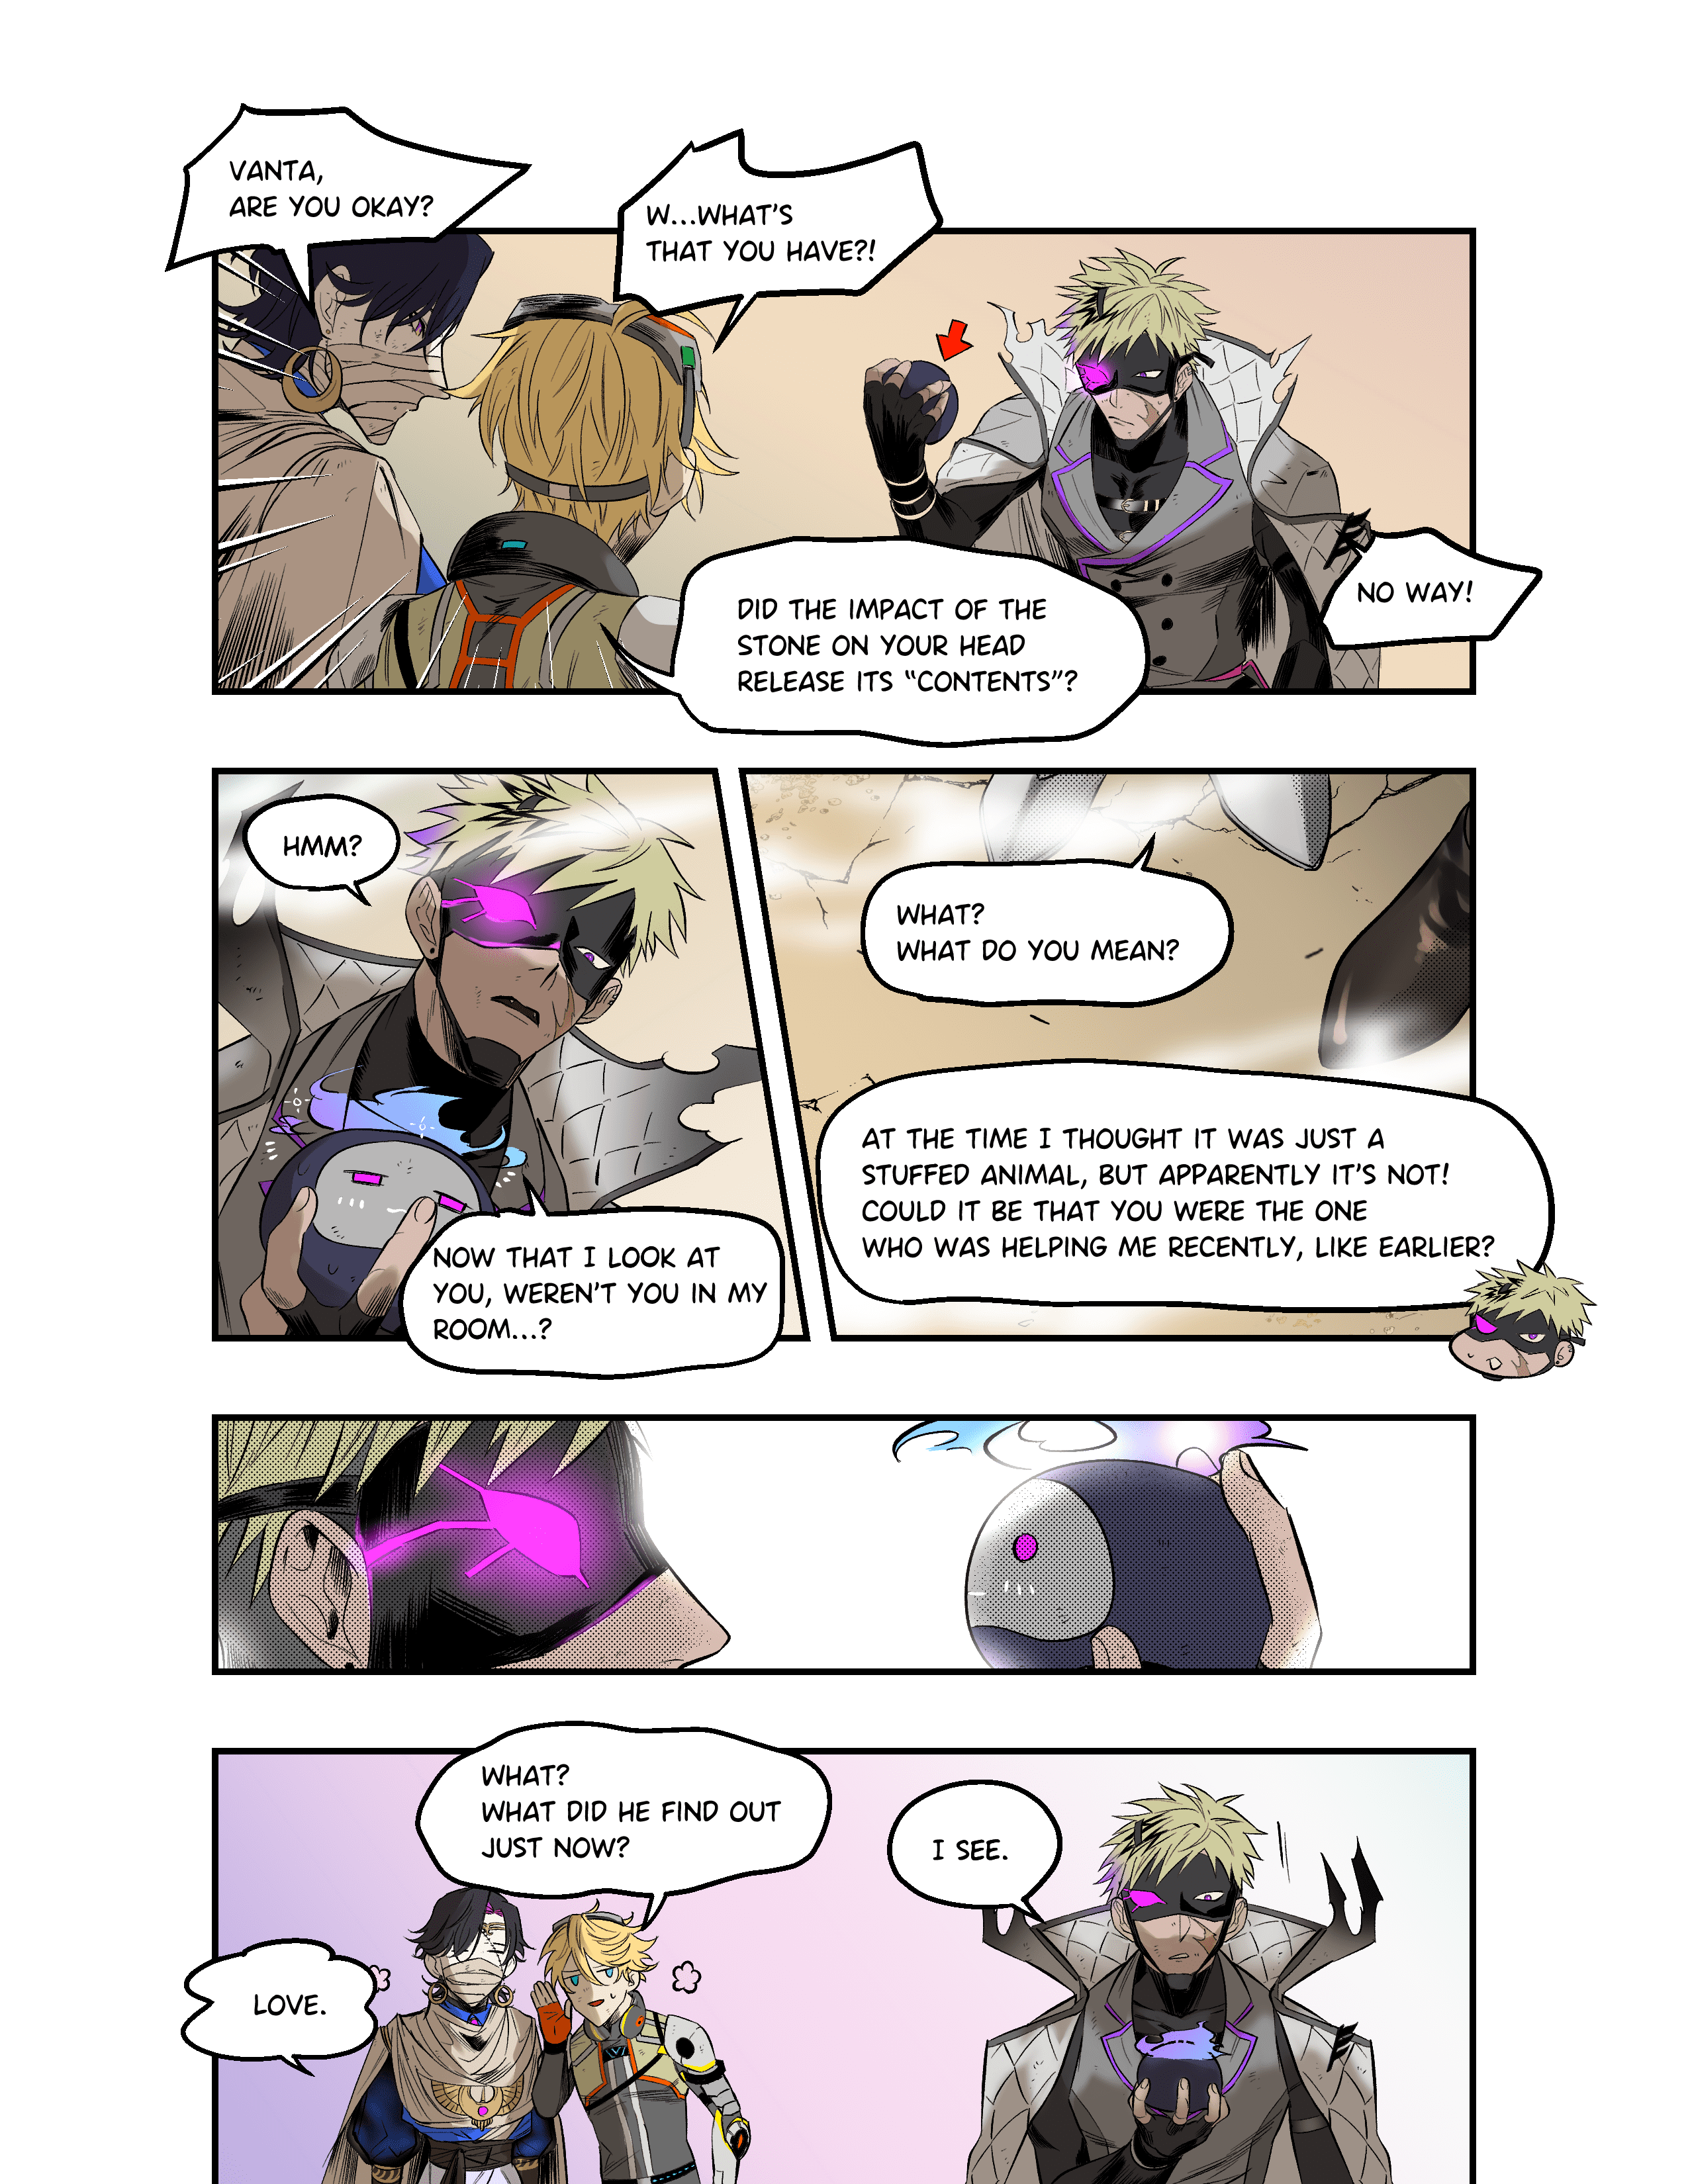 VANTA,
ARE YOU OKAY?
W...WHAT'S
THAT YOU HAVE?!
DID THE IMPACT OF THE
STONE ON YOUR HEAD
RELEASE ITS “CONTENTS”?
NO WAY!
HMM?
NOW THAT I LOOK AT
YOU, WEREN'T YOU IN MY
ROOM...?
WHAT?
WHAT DO YOU MEAN?
AT THE TIME I THOUGHT IT WAS JUST A
STUFFED ANIMAL, BUT APPARENTLY IT'S NOT!
COULD IT BE THAT YOU WERE THE ONE
WHO WAS HELPING ME RECENTLY, LIKE EARLIER?
WHAT?
WHAT DID HE FIND OUT
JUST NOW?
I SEE.
LOVE.